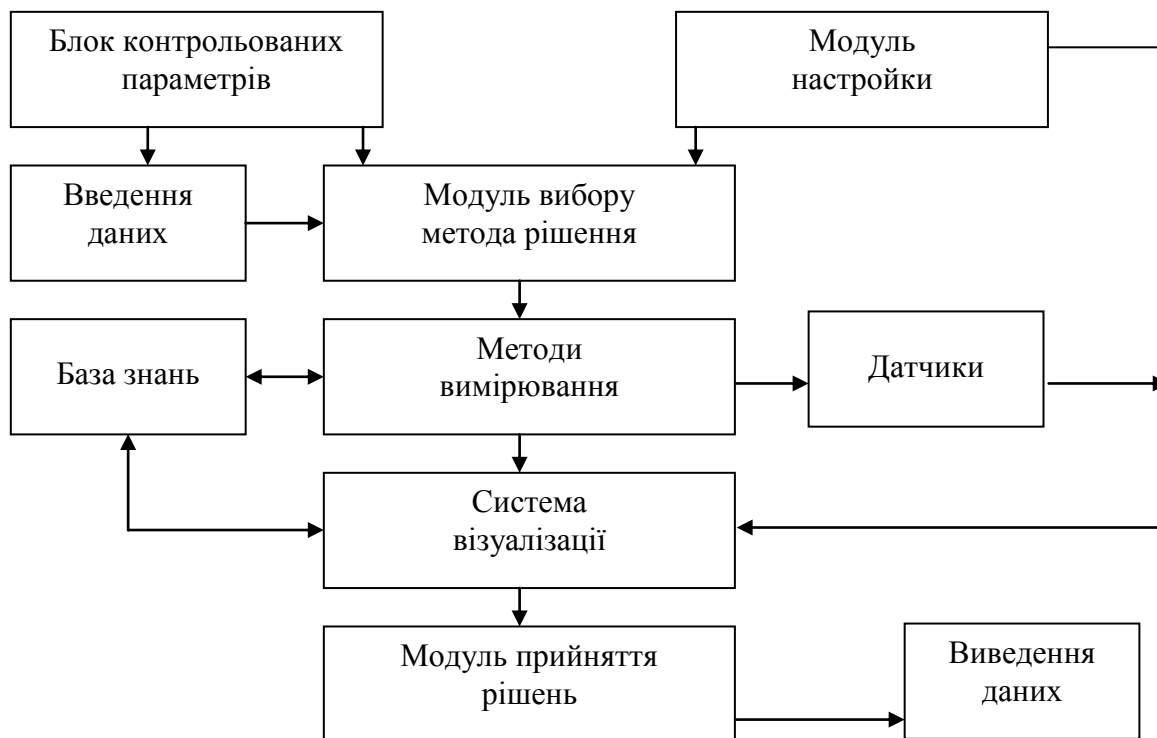 Блок контрольованих
параметрів
Модуль
настройки
Введення
даних
Модуль вибору
метода рішення
База знань
Методи
вимірювання
Датчики
Система
візуалізації
Модуль прийняття
рішень
Виведення
даних